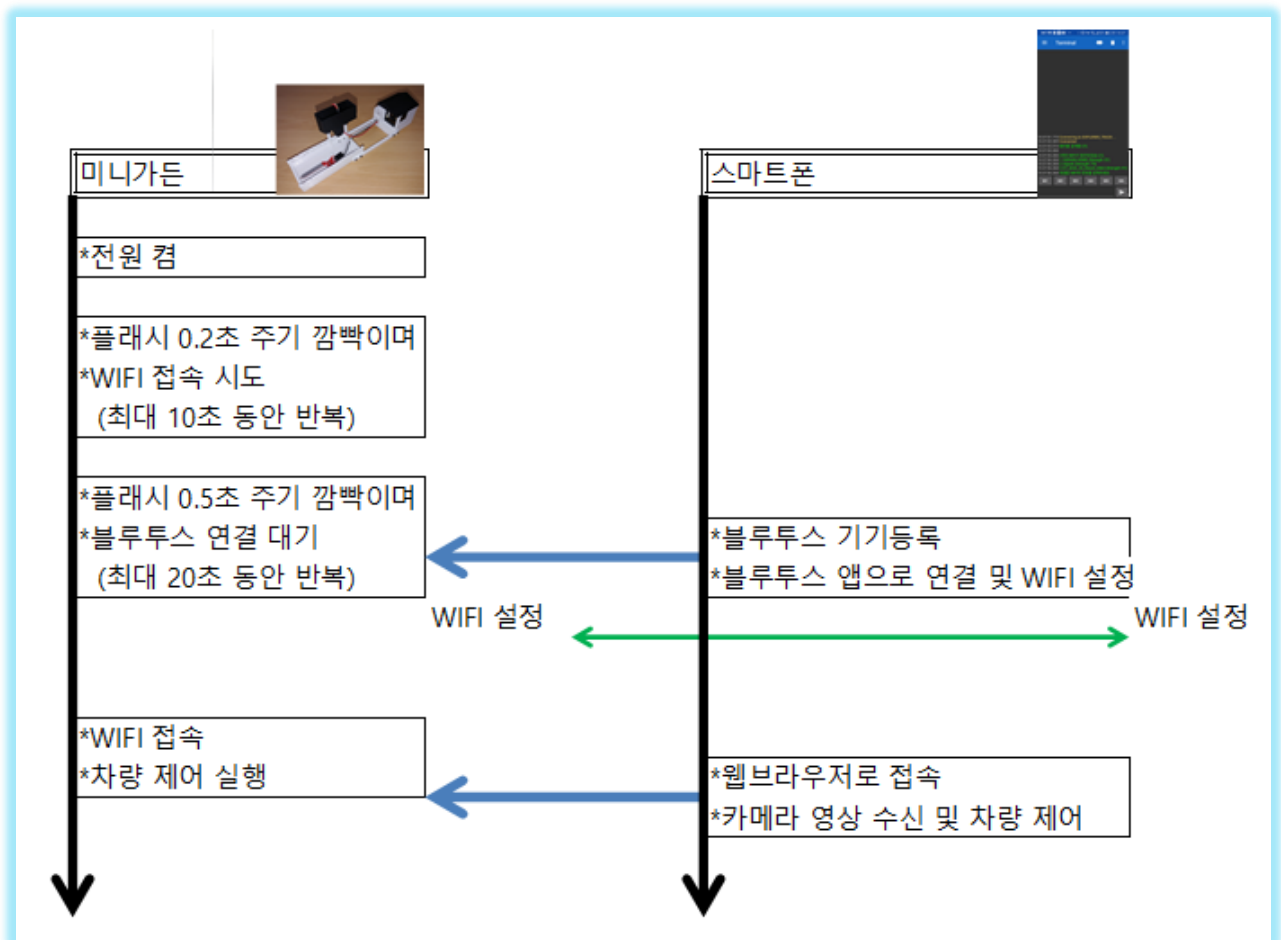 미니가든
스마트폰
*전원 켬
*플래시 0.2초 주기 깜빡이며
*WIFI 접속 시도
(최대 10초 동안 반복)
*플래시 0.5초 주기 깜빡이며
*블루투스 연결 대기
(최대 20초 동안 반복)
*블루투스 기기등록
*블루투스 앱으로 연결 및 WIFI 설정
WIFI 설정
WIFI 설정
*WIFI 접속
*차량 제어 실행
*웹브라우저로 접속
*카메라 영상 수신 및 차량 제어
Terminal